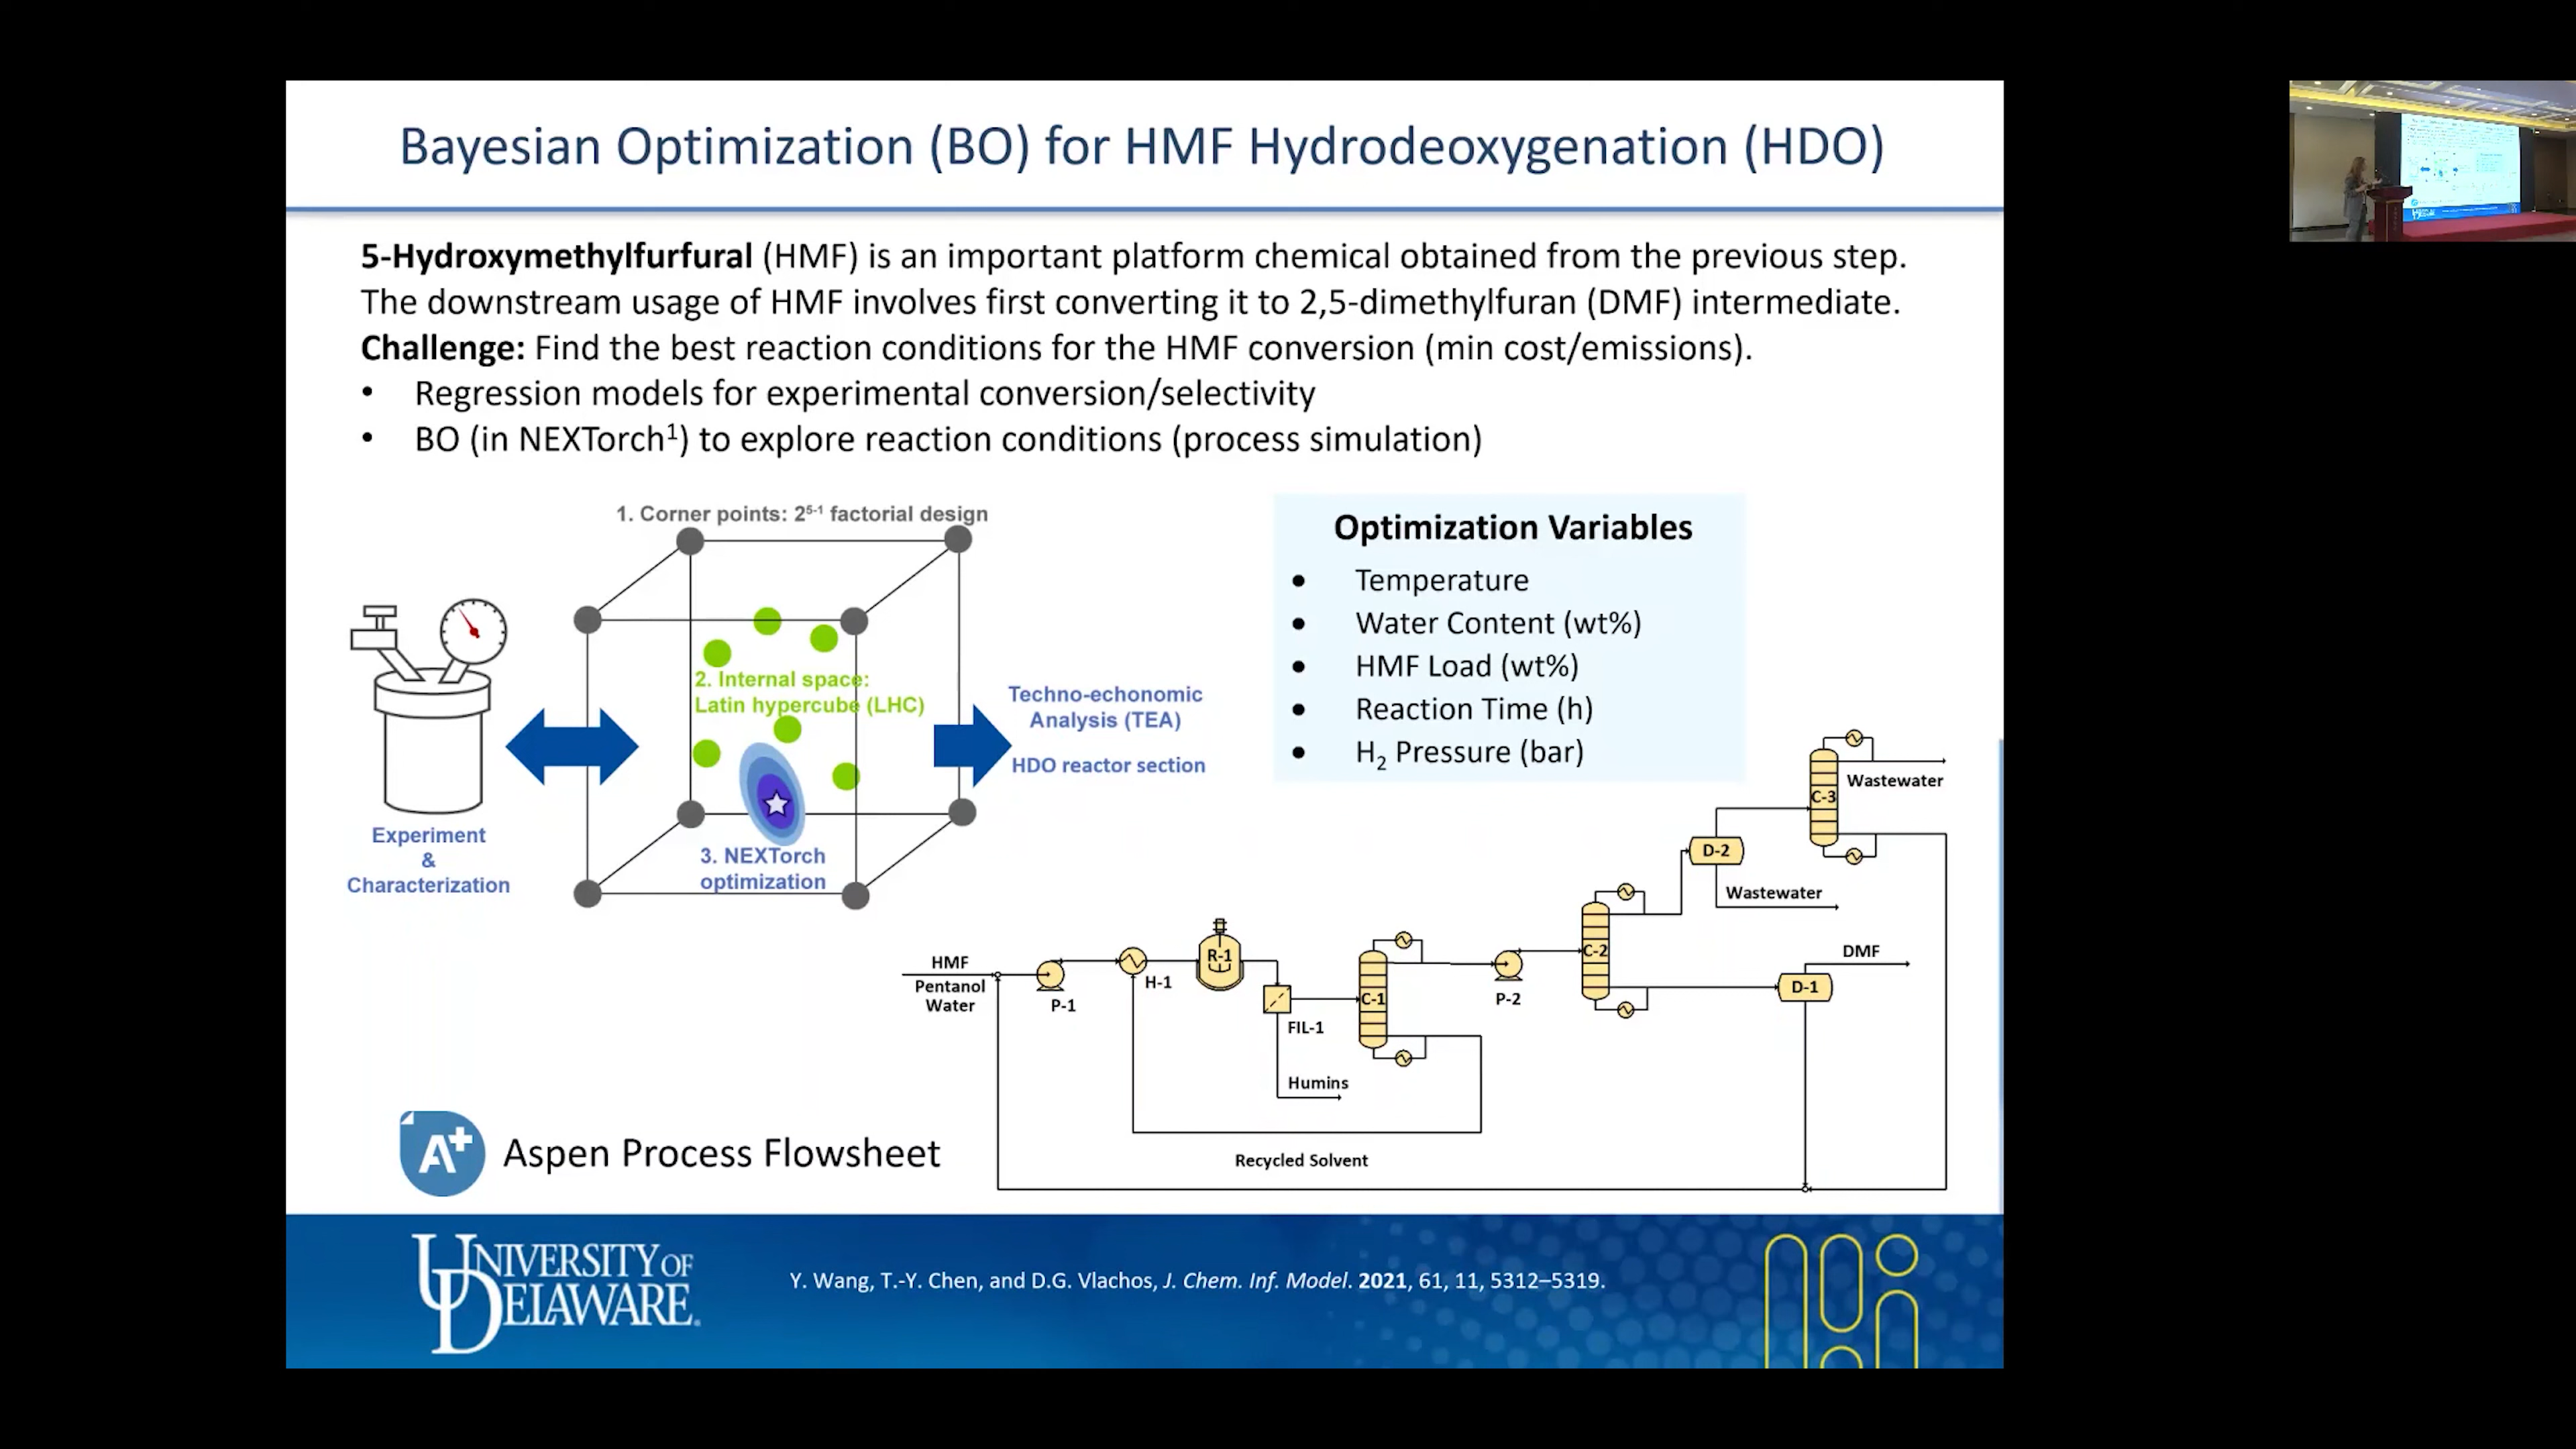 Bayesian Optimization (BO) for HMF Hydrodeoxygenation (HDO)
5-Hydroxymethylfurfural (HMF) is an important platform chemical obtained from the previous step.
The downstream usage of HMF involves first converting it to 2,5-dimethylfuran (DMF) intermediate.
Challenge: Find the best reaction conditions for the HMF conversion (min cost/emissions).
• Regression models for experimental conversion/selectivity
• BO (in NEXTorch¹) to explore reaction conditions (process simulation)
1. Corner points: 2⁵⁻¹ factorial design
2. Internal space:
Latin hypercube (LHC)
3. NEXTorch
optimization
Experiment
&
Characterization
Techno-echonomic
Analysis (TEA)
HDO reactor section
Optimization Variables
• Temperature
• Water Content (wt%)
• HMF Load (wt%)
• Reaction Time (h)
• H₂ Pressure (bar)
HMF
Pentanol
Water
P-1
H-1
R-1
FIL-1
Humins
C-1
P-2
C-2
D-2
C-3
Wastewater
Wastewater
DMF
D-1
Recycled Solvent
A+
Aspen Process Flowsheet
UNIVERSITY OF
DELAWARE.
Y. Wang, T.-Y. Chen, and D.G. Vlachos, J. Chem. Inf. Model. 2021, 61, 11, 5312–5319.